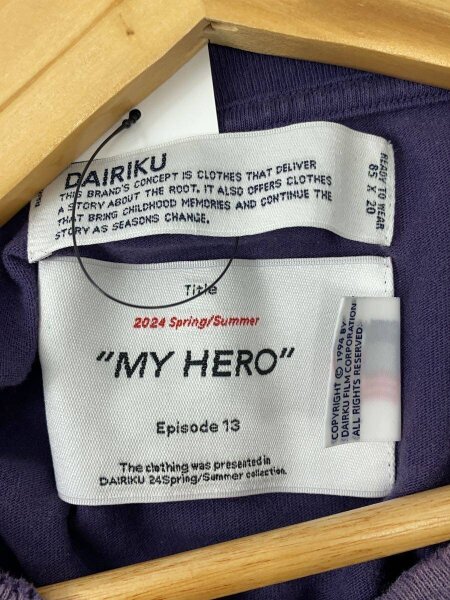 DAIRIKU
THIS BRAND'S CONCEPT IS CLOTHES THAT DELIVER
A STORY ABOUT THE ROOT. IT ALSO OFFERS CLOTHES
THAT BRING CHILDHOOD MEMORIES AND CONTINUE THE
STORY AS SEASONS CHANGE.
READY TO WEAR
85 X 20
Title
2024 Spring/Summer
"MY HERO"
Episode 13
The clothing was presented in
DAIRIKU 24Spring/Summer collection.
COPYRIGHT © 1994 BY
DAIRKU FILM CORPORATION
ALL RIGHTS RESERVED.